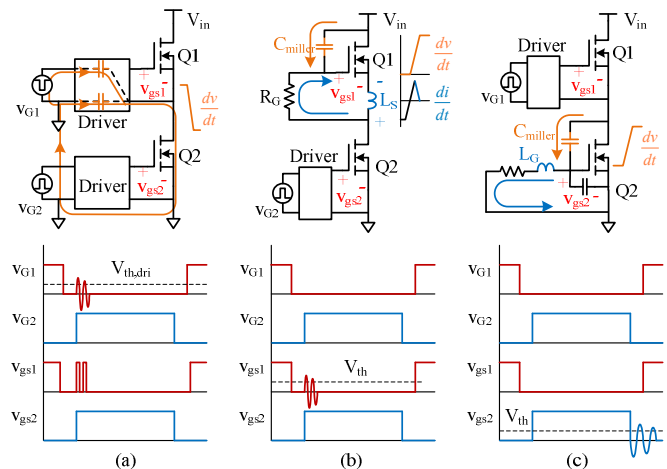 V_in
Q1
v_gs1
+
-
v_G1
Driver
dv/dt
Q2
Driver
v_gs2
+
-
v_G2
V_in
C_miller
Q1
+
v_gs1
-
R_G
-
L_S
+
dv/dt
di/dt
Q2
Driver
+
v_gs2
-
v_G2
V_in
Driver
Q1
+
v_gs1
-
v_G1
C_miller
L_G
dv/dt
+
v_gs2
-
Q2
v_G1
V_th,dri
v_G2
v_gs1
v_gs2
(a)
v_G1
v_G2
v_gs1
V_th
v_gs2
(b)
v_G1
v_G2
v_gs1
v_gs2
V_th
(c)